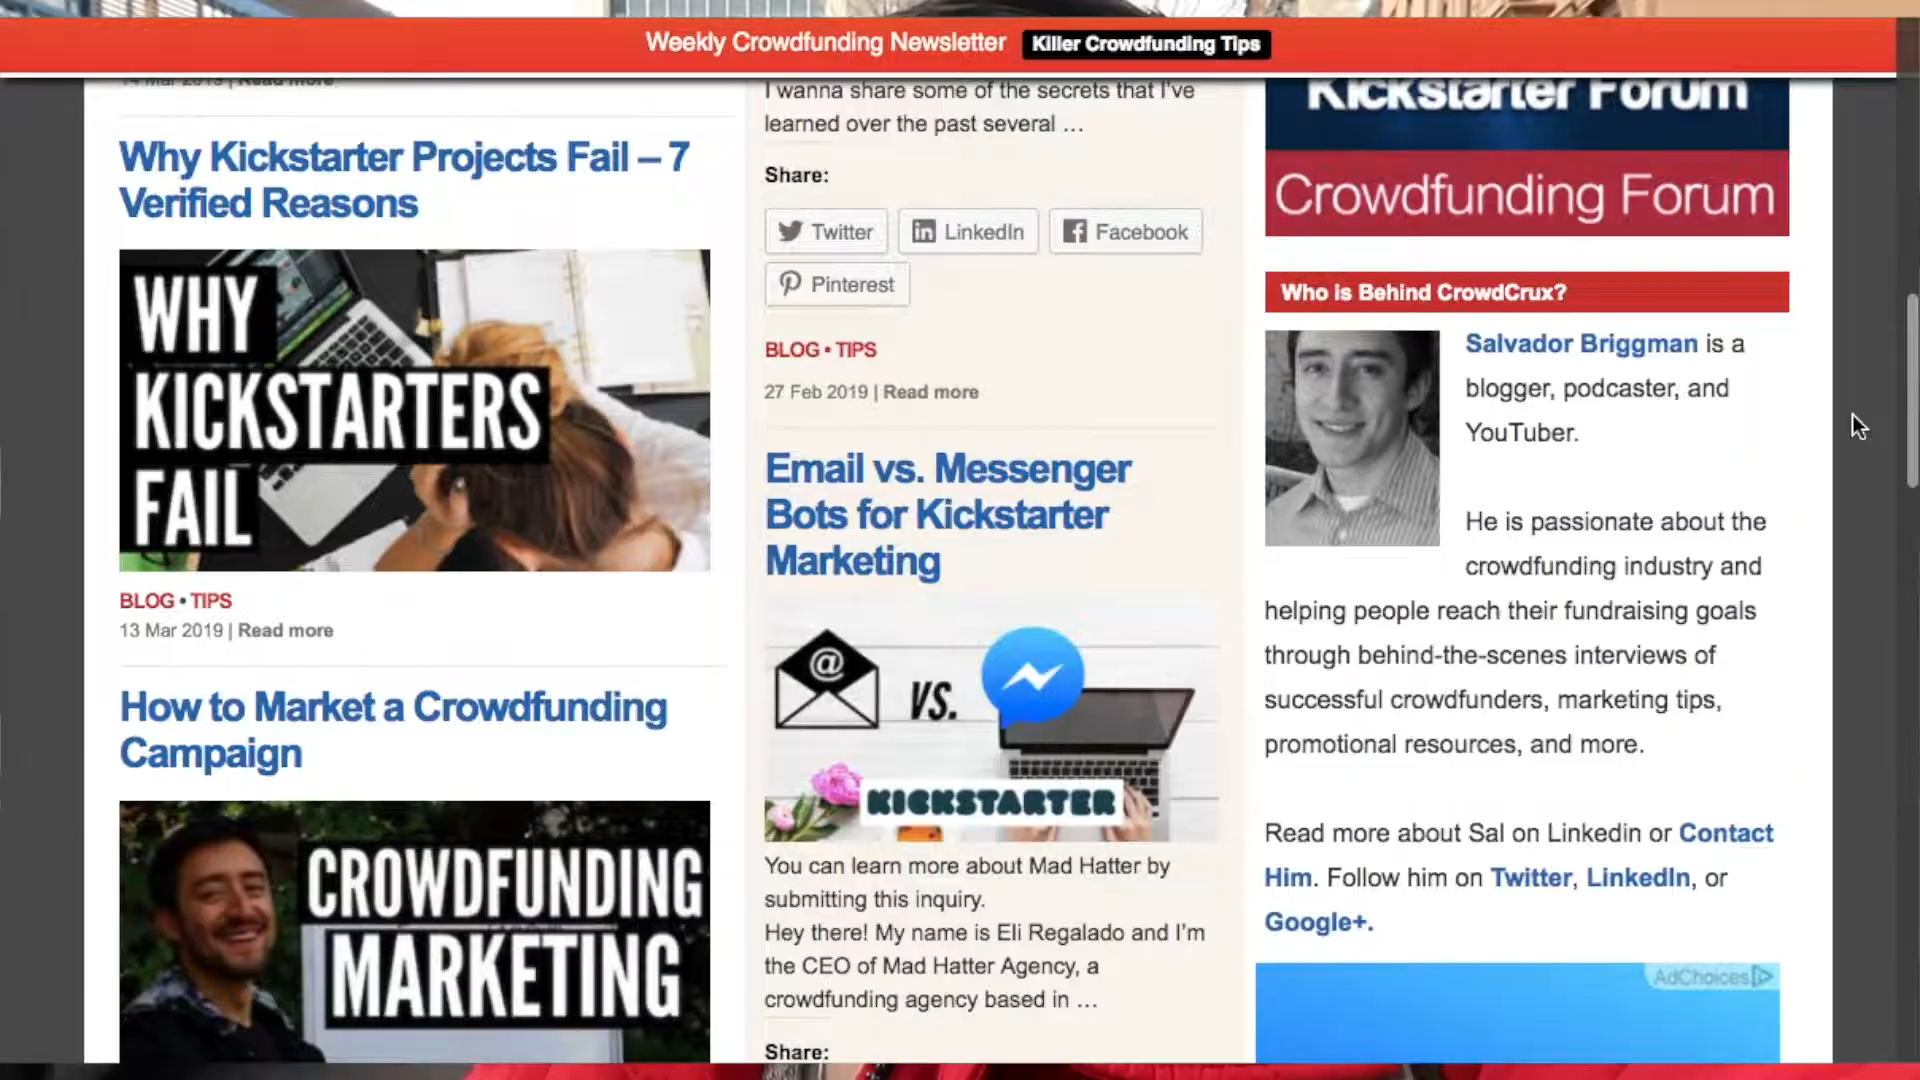 Weekly Crowdfunding Newsletter Killer Crowdfunding Tips
14 Mar 2019 | Read more
Why Kickstarter Projects Fail – 7
Verified Reasons
WHY
KICKSTARTERS
FAIL
BLOG • TIPS
13 Mar 2019 | Read more
How to Market a Crowdfunding
Campaign
CROWDFUNDING
MARKETING
I wanna share some of the secrets that I've
learned over the past several ...
Share:
Twitter
LinkedIn
Facebook
Pinterest
BLOG • TIPS
27 Feb 2019 | Read more
Email vs. Messenger
Bots for Kickstarter
Marketing
@
VS.
KICKSTARTER
You can learn more about Mad Hatter by
submitting this inquiry.
Hey there! My name is Eli Regalado and I'm
the CEO of Mad Hatter Agency, a
crowdfunding agency based in ...
Share:
Kickstarter Forum
Crowdfunding Forum
Who is Behind CrowdCrux?
Salvador Briggman is a
blogger, podcaster, and
YouTuber.
He is passionate about the
crowdfunding industry and
helping people reach their fundraising goals
through behind-the-scenes interviews of
successful crowdfunders, marketing tips,
promotional resources, and more.
Read more about Sal on Linkedin or Contact
Him. Follow him on Twitter, LinkedIn, or
Google+.
AdChoices